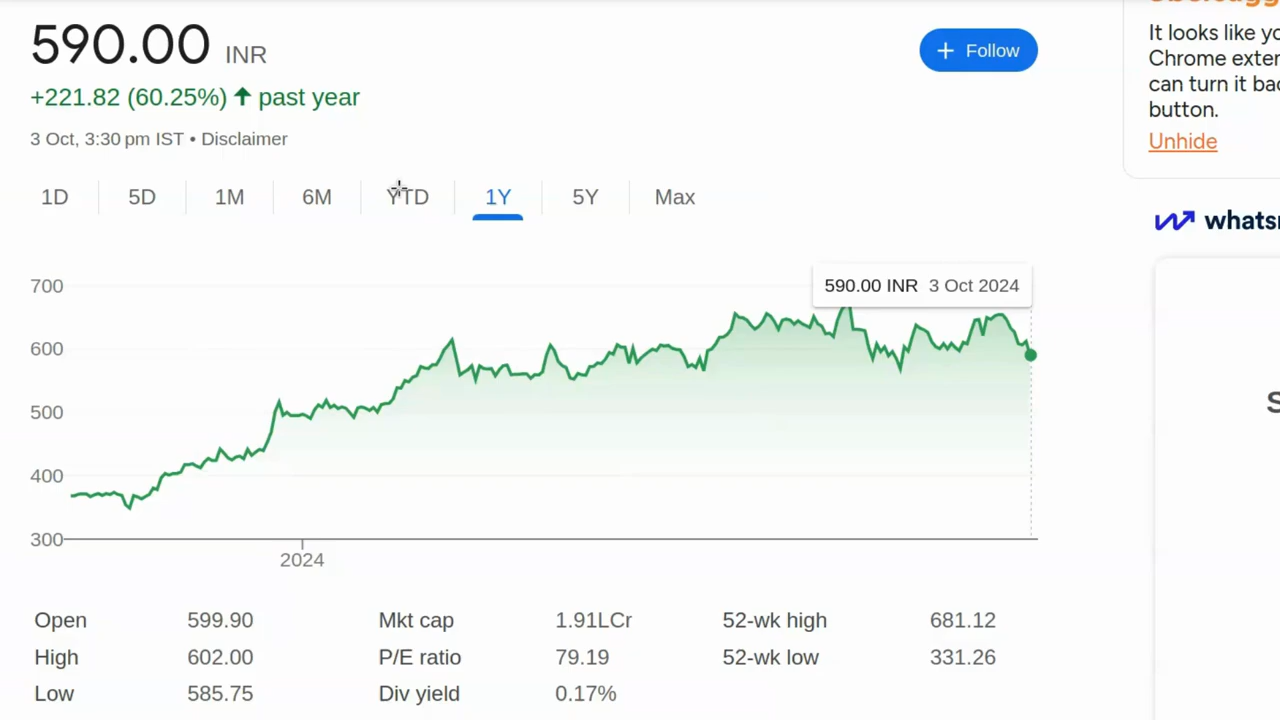 590.00 INR
+ Follow
+221.82 (60.25%) ↑ past year
3 Oct, 3:30 pm IST • Disclaimer
1D 5D 1M 6M YTD 1Y 5Y Max
590.00 INR 3 Oct 2024
700
600
500
400
300
2024
Open 599.90 Mkt cap 1.91LCr 52-wk high 681.12
High 602.00 P/E ratio 79.19 52-wk low 331.26
Low 585.75 Div yield 0.17%
It looks like yo
Chrome exter
can turn it bac
button.
Unhide
whatsr
S